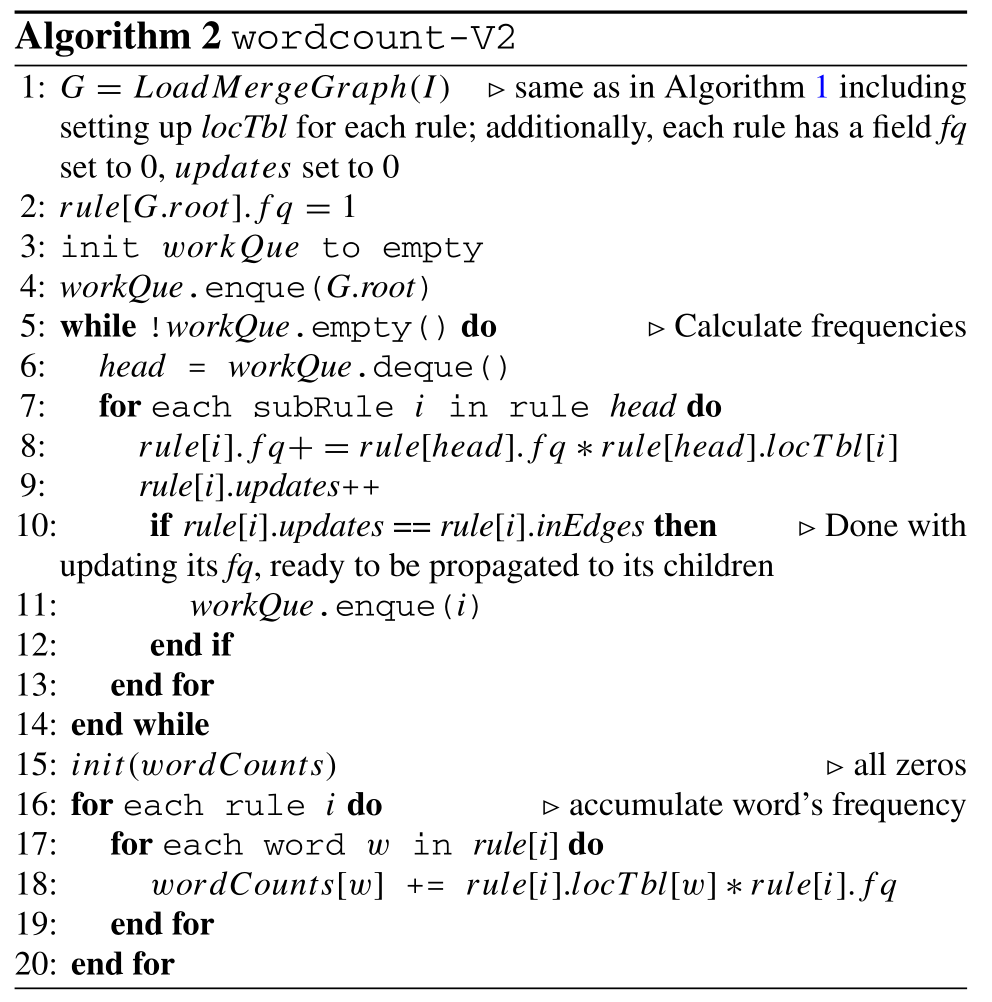 Algorithm 2 wordcount-V2
1: G = LoadMergeGraph(I) ▷ same as in Algorithm 1 including
setting up locTbl for each rule; additionally, each rule has a field fq
set to 0, updates set to 0
2: rule[G.root].fq = 1
3: init workQue to empty
4: workQue.enque(G.root)
5: while !workQue.empty() do ▷ Calculate frequencies
6: head = workQue.deque()
7: for each subRule i in rule head do
8: rule[i].fq+ = rule[head].fq ∗ rule[head].locTbl[i]
9: rule[i].updates++
10: if rule[i].updates == rule[i].inEdges then ▷ Done with
updating its fq, ready to be propagated to its children
11: workQue.enque(i)
12: end if
13: end for
14: end while
15: init(wordCounts) ▷ all zeros
16: for each rule i do ▷ accumulate word's frequency
17: for each word w in rule[i] do
18: wordCounts[w] += rule[i].locTbl[w] ∗ rule[i].fq
19: end for
20: end for